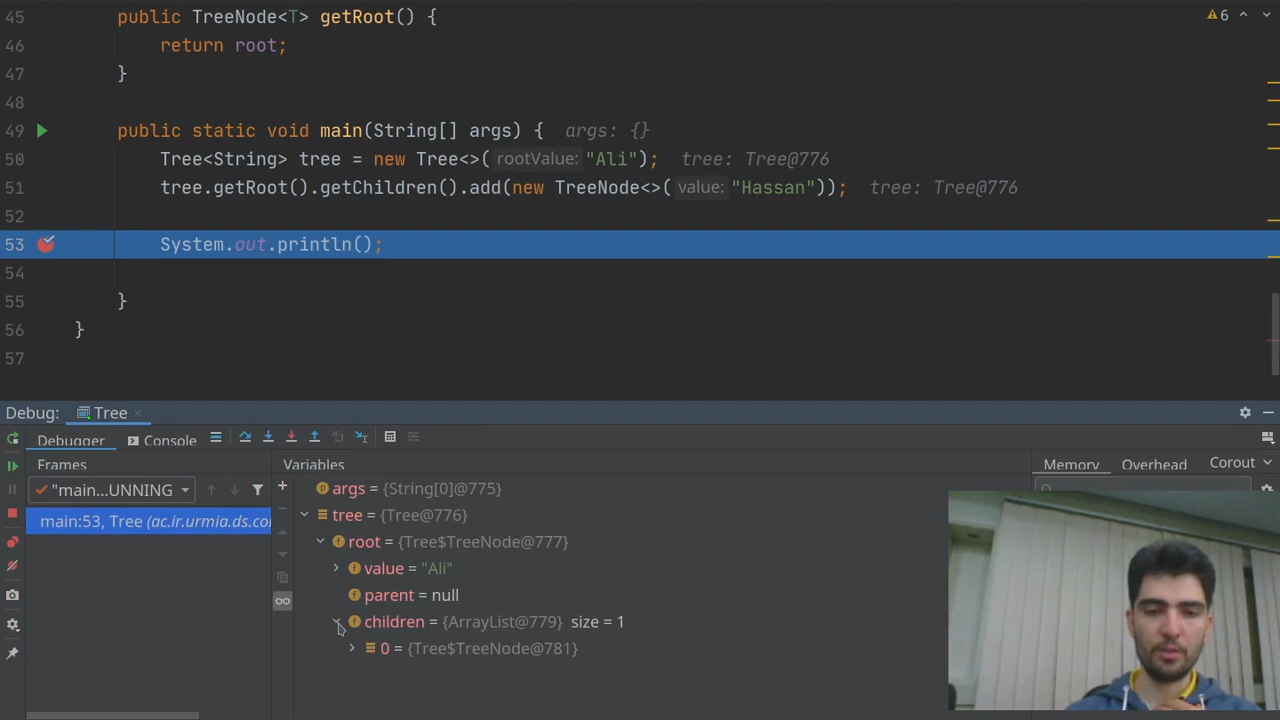 45 public TreeNode<T> getRoot() {
6
46 return root;
47 }
48
49 public static void main(String[] args) { args: {}
50 Tree<String> tree = new Tree<>( rootValue: "Ali"); tree: Tree@776
51 tree.getRoot().getChildren().add(new TreeNode<>( value: "Hassan")); tree: Tree@776
52
53 System.out.println();
54
55 }
56 }
57
Debug: Tree ×
Debugger Console
Frames Variables Memory Overhead Corout
"main...UNNING
args = {String[0]@775}
main:53, Tree (ac.ir.urmia.ds.co
tree = {Tree@776}
root = {Tree$TreeNode@777}
value = "Ali"
parent = null
children = {ArrayList@779} size = 1
0 = {Tree$TreeNode@781}